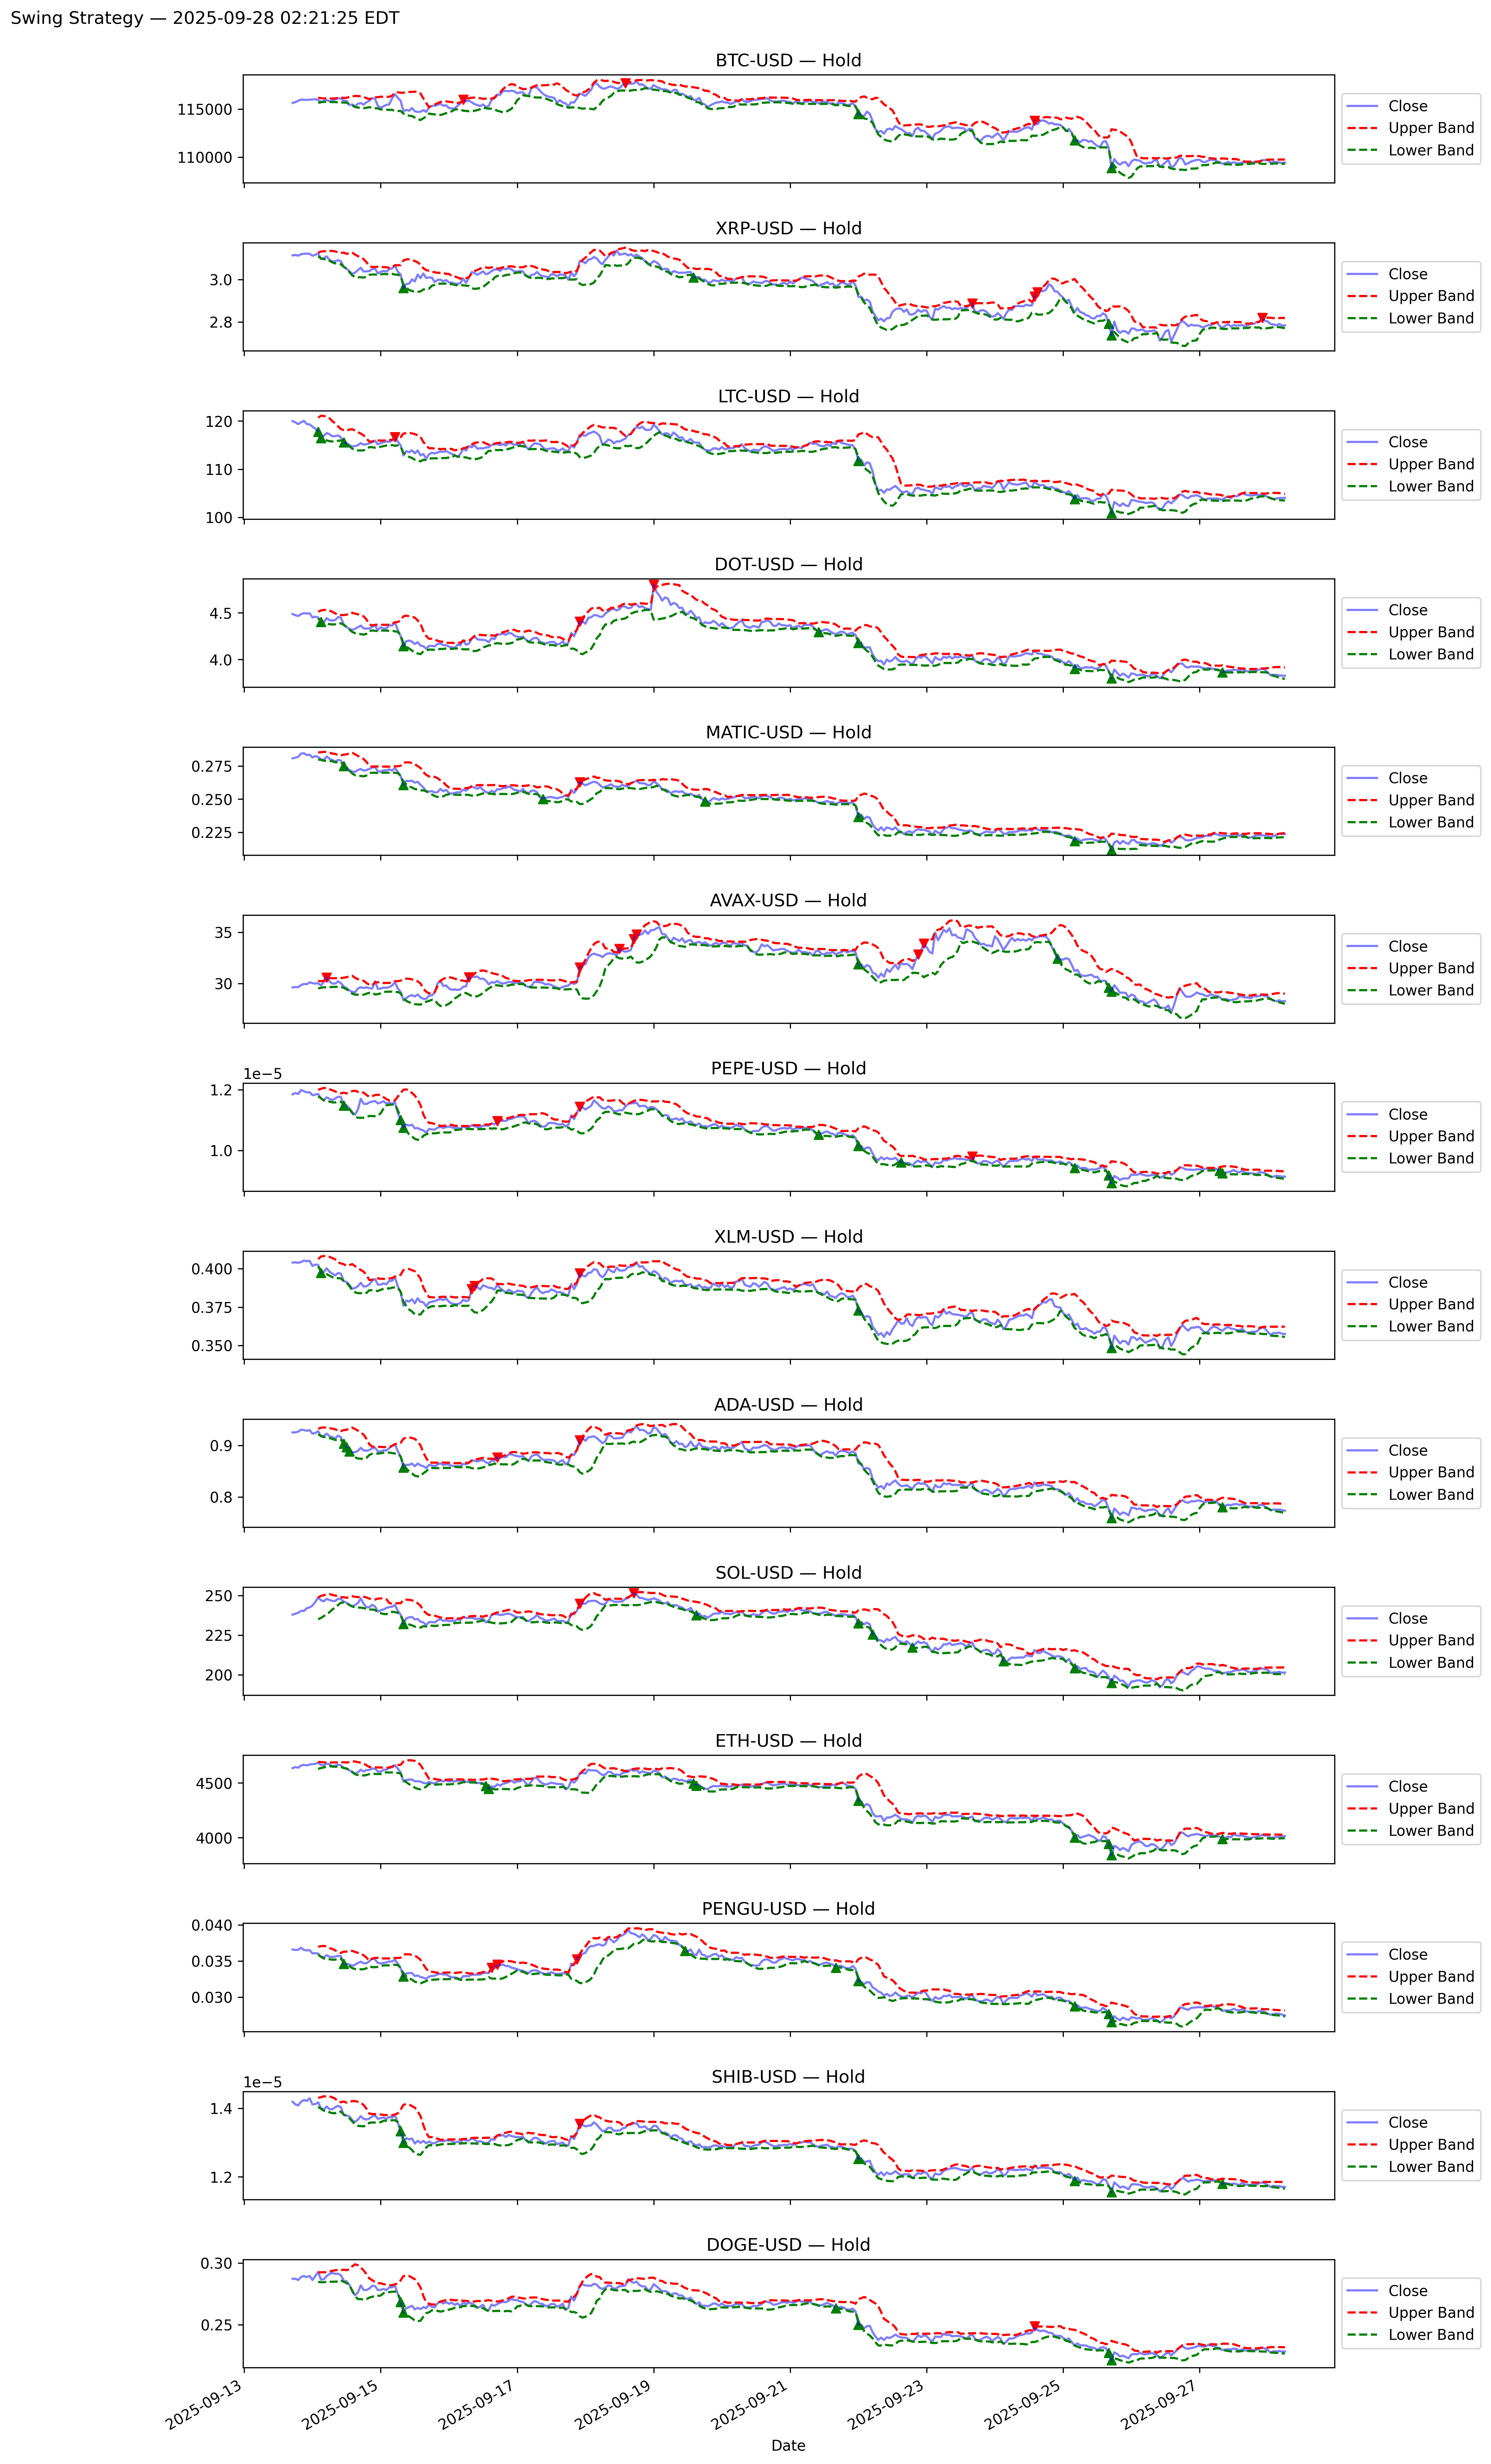 Swing Strategy — 2025-09-28 02:21:25 EDT
BTC-USD — Hold
115000
110000
Close
Upper Band
Lower Band
XRP-USD — Hold
3.0
2.8
Close
Upper Band
Lower Band
LTC-USD — Hold
120
110
100
Close
Upper Band
Lower Band
DOT-USD — Hold
4.5
4.0
Close
Upper Band
Lower Band
MATIC-USD — Hold
0.275
0.250
0.225
Close
Upper Band
Lower Band
AVAX-USD — Hold
35
30
Close
Upper Band
Lower Band
PEPE-USD — Hold
1e−5
1.2
1.0
Close
Upper Band
Lower Band
XLM-USD — Hold
0.400
0.375
0.350
Close
Upper Band
Lower Band
ADA-USD — Hold
0.9
0.8
Close
Upper Band
Lower Band
SOL-USD — Hold
250
225
200
Close
Upper Band
Lower Band
ETH-USD — Hold
4500
4000
Close
Upper Band
Lower Band
PENGU-USD — Hold
0.040
0.035
0.030
Close
Upper Band
Lower Band
SHIB-USD — Hold
1e−5
1.4
1.2
Close
Upper Band
Lower Band
DOGE-USD — Hold
0.30
0.25
Close
Upper Band
Lower Band
2025-09-13
2025-09-15
2025-09-17
2025-09-19
2025-09-21
2025-09-23
2025-09-25
2025-09-27
Date